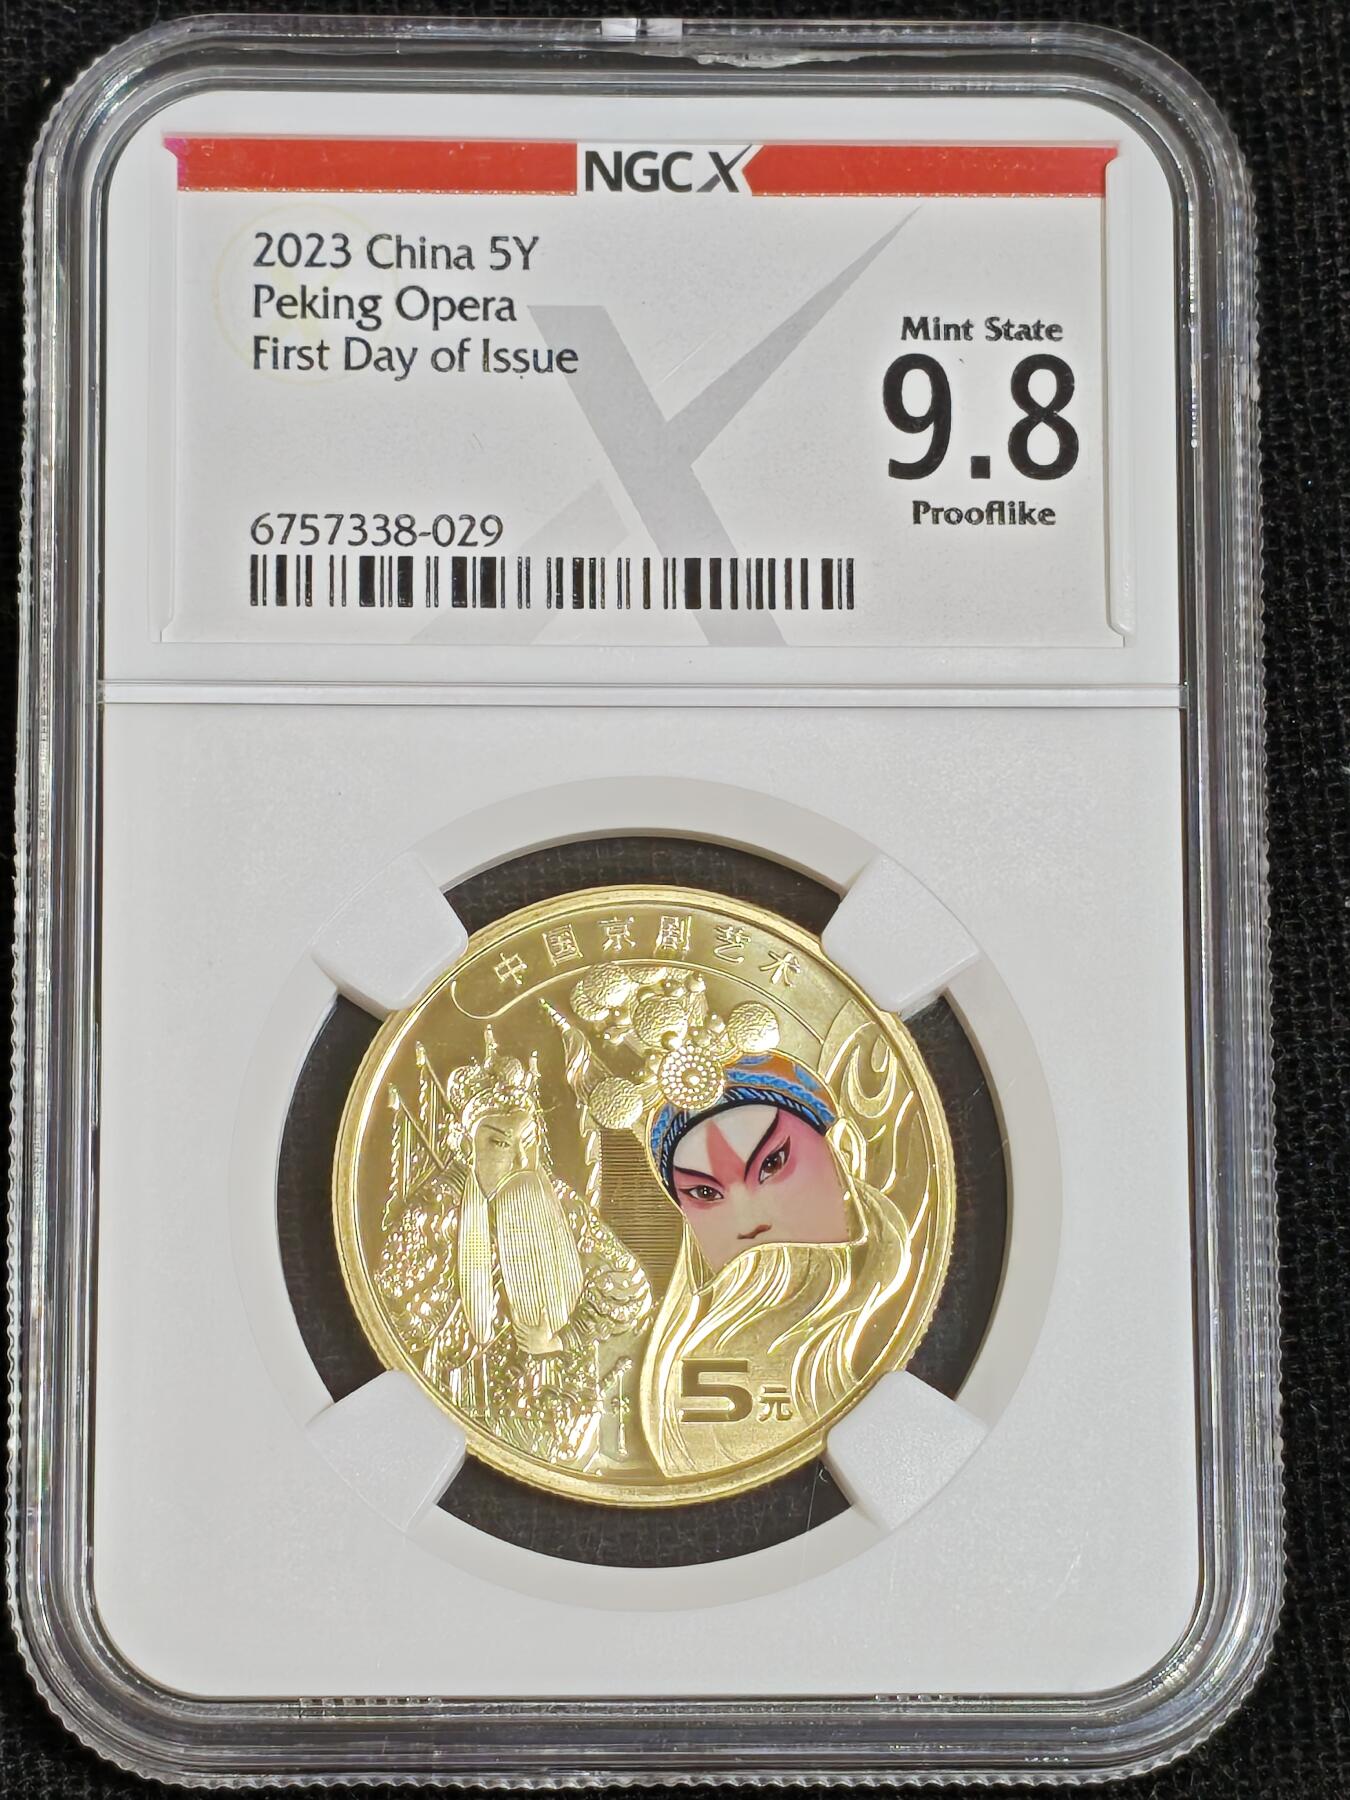 NGCX
2023 China 5Y
Peking Opera
First Day of Issue
Mint State
9.8
Prooflike
6757338-029
中国京剧艺术
5元